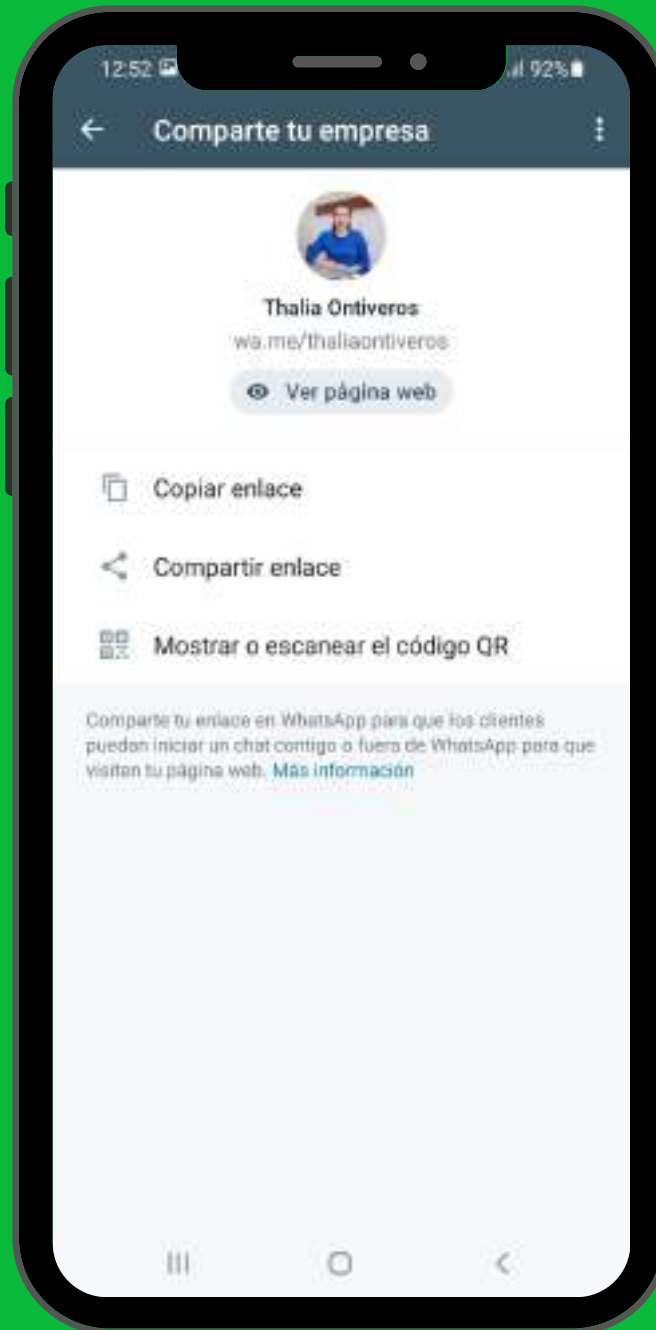 12:52
92%
Comparte tu empresa
Thalia Ontiveros
wa.me/thaliaontiveros
Ver página web
Copiar enlace
Compartir enlace
Mostrar o escanear el código QR
Comparte tu enlace en WhatsApp para que los clientes
puedan iniciar un chat contigo o fuera de WhatsApp para que
visiten tu página web. Más información